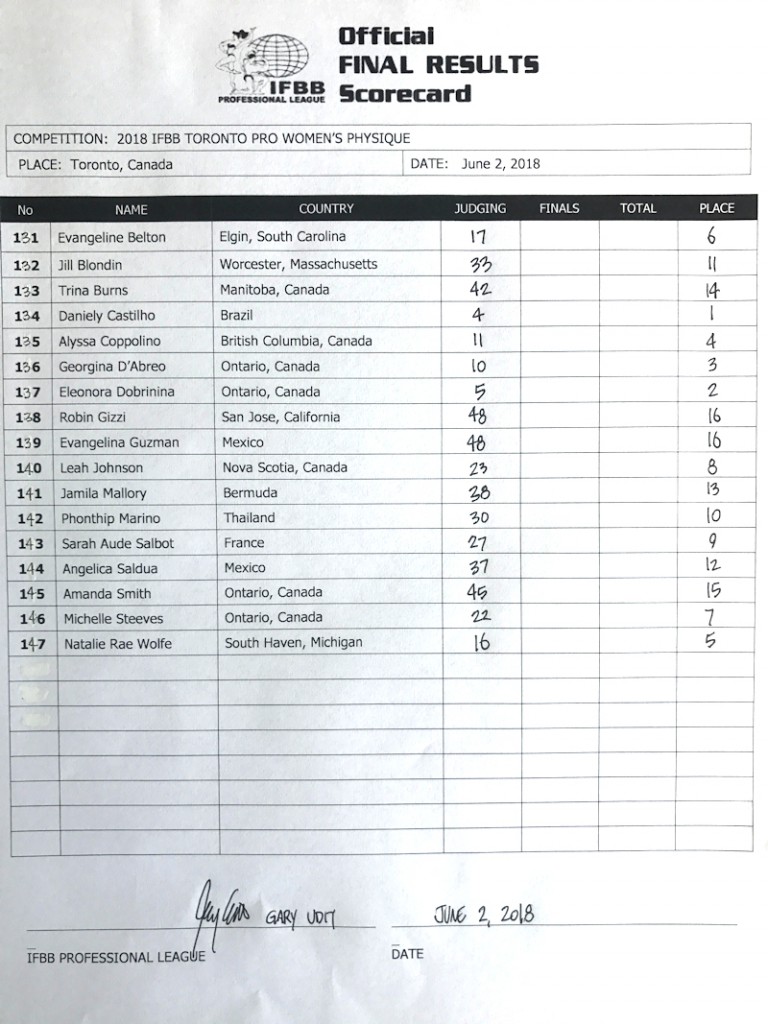 Official
FINAL RESULTS
Scorecard
IFBB
PROFESSIONAL LEAGUE
COMPETITION: 2018 IFBB TORONTO PRO WOMEN'S PHYSIQUE
PLACE: Toronto, Canada DATE: June 2, 2018
No NAME COUNTRY JUDGING FINALS TOTAL PLACE
131 Evangeline Belton Elgin, South Carolina 17 6
132 Jill Blondin Worcester, Massachusetts 33 11
133 Trina Burns Manitoba, Canada 42 14
134 Daniely Castilho Brazil 4 1
135 Alyssa Coppolino British Columbia, Canada 11 4
136 Georgina D'Abreo Ontario, Canada 10 3
137 Eleonora Dobrinina Ontario, Canada 5 2
138 Robin Gizzi San Jose, California 48 16
139 Evangelina Guzman Mexico 48 16
140 Leah Johnson Nova Scotia, Canada 23 8
141 Jamila Mallory Bermuda 38 13
142 Phonthip Marino Thailand 30 10
143 Sarah Aude Salbot France 27 9
144 Angelica Saldua Mexico 37 12
145 Amanda Smith Ontario, Canada 45 15
146 Michelle Steeves Ontario, Canada 22 7
147 Natalie Rae Wolfe South Haven, Michigan 16 5
GARY UDIT JUNE 2, 2018
IFBB PROFESSIONAL LEAGUE DATE